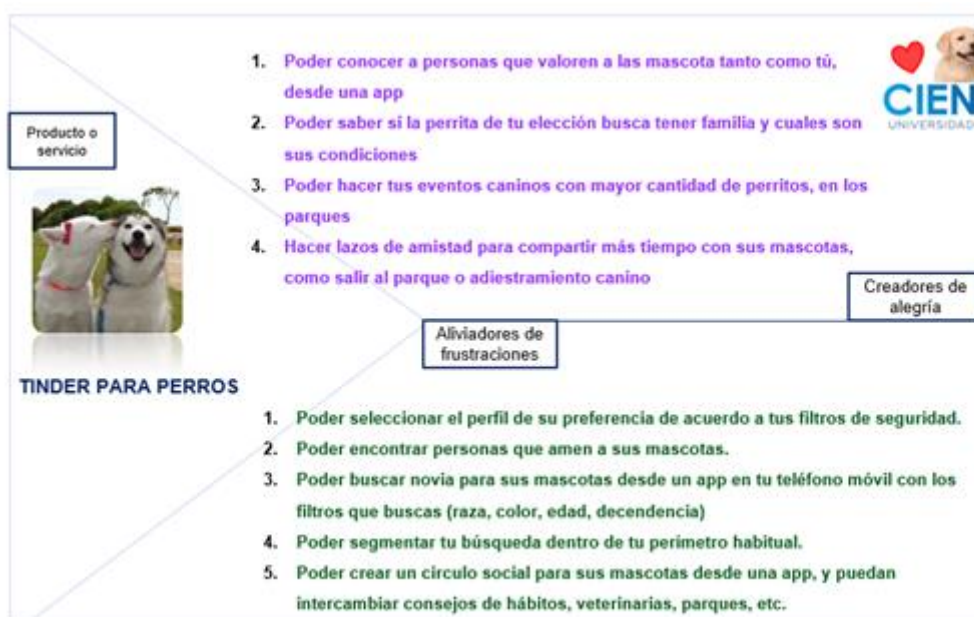 1. Poder conocer a personas que valoren a las mascota tanto como tú,
desde una app
2. Poder saber si la perrita de tu elección busca tener familia y cuales son
sus condiciones
3. Poder hacer tus eventos caninos con mayor cantidad de perritos, en los
parques
4. Hacer lazos de amistad para compartir más tiempo con sus mascotas,
como salir al parque o adiestramiento canino
CIEN
UNIVERSIDAD
Producto o
servicio
TINDER PARA PERROS
Creadores de
alegría
Aliviadores de
frustraciones
1. Poder seleccionar el perfil de su preferencia de acuerdo a tus filtros de seguridad.
2. Poder encontrar personas que amen a sus mascotas.
3. Poder buscar novia para sus mascotas desde un app en tu teléfono móvil con los
filtros que buscas (raza, color, edad, decendencia)
4. Poder segmentar tu búsqueda dentro de tu perímetro habitual.
5. Poder crear un circulo social para sus mascotas desde una app, y puedan
intercambiar consejos de hábitos, veterinarias, parques, etc.